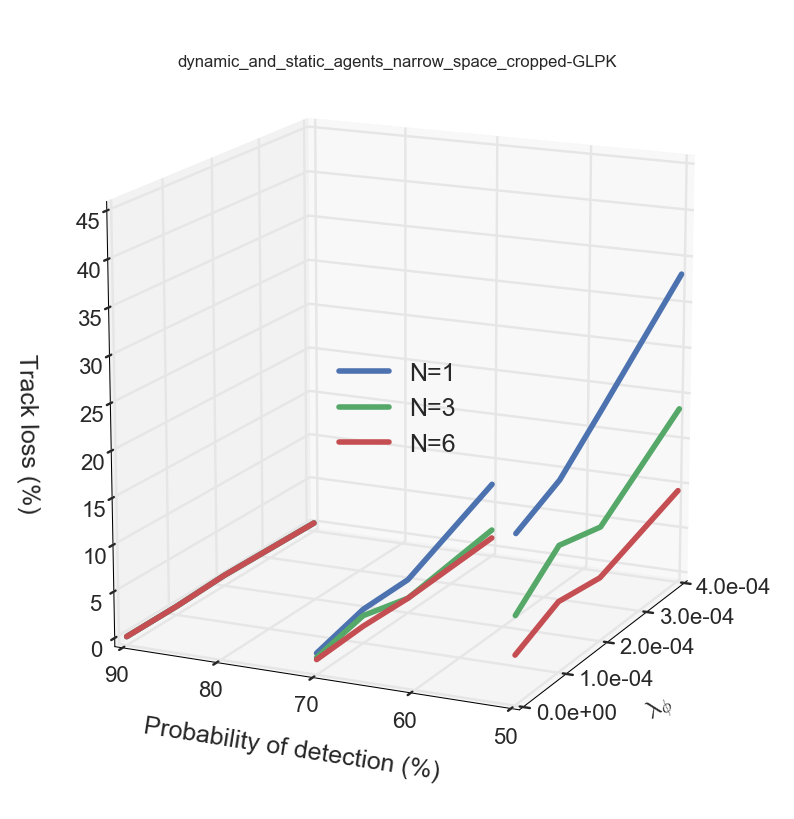 dynamic_and_static_agents_narrow_space_cropped-GLPK
45
40
35
30
25
20
15
10
5
0
Track loss (%)
N=1
N=3
N=6
90
80
70
60
50
Probability of detection (%)
4.0e-04
3.0e-04
2.0e-04
1.0e-04
0.0e+00
λϕ